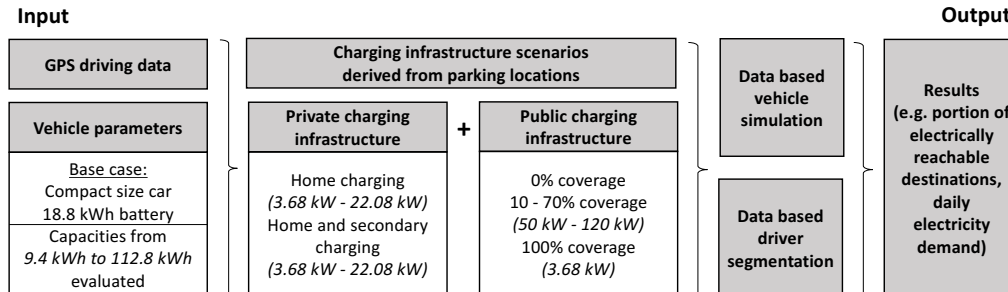 Input
Output
GPS driving data
Vehicle parameters
Base case:
Compact size car
18.8 kWh battery
Capacities from
9.4 kWh to 112.8 kWh
evaluated
Charging infrastructure scenarios
derived from parking locations
Private charging
infrastructure
Home charging
(3.68 kW - 22.08 kW)
Home and secondary
charging
(3.68 kW - 22.08 kW)
+
Public charging
infrastructure
0% coverage
10 - 70% coverage
(50 kW - 120 kW)
100% coverage
(3.68 kW)
Data based
vehicle
simulation
Data based
driver
segmentation
Results
(e.g. portion of
electrically
reachable
destinations,
daily
electricity
demand)